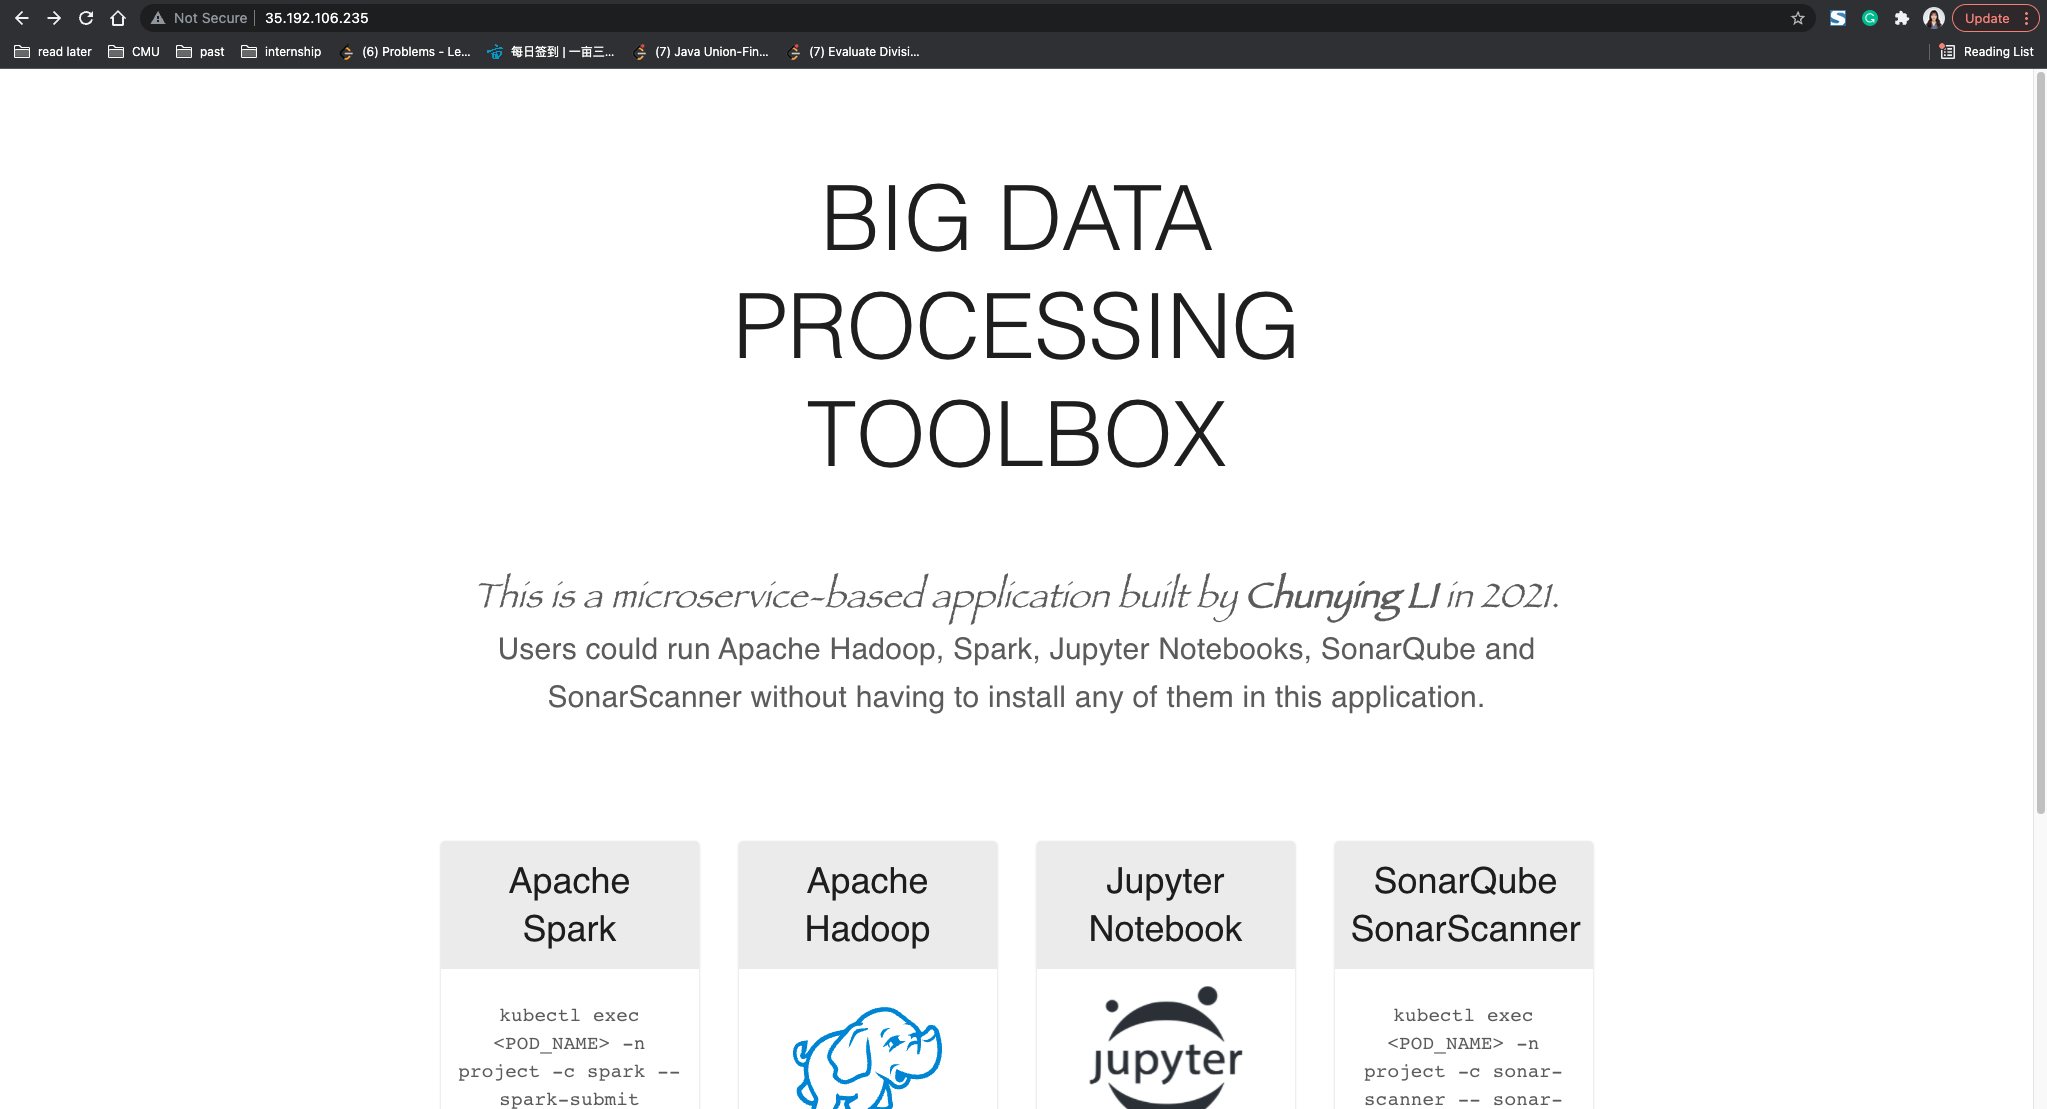 Not Secure 35.192.106.235 Update
read later CMU past internship (6) Problems - Le... 每日签到 | 一亩三... (7) Java Union-Fin... (7) Evaluate Divisi... Reading List
BIG DATA
PROCESSING
TOOLBOX
This is a microservice-based application built by Chunying LI in 2021.
Users could run Apache Hadoop, Spark, Jupyter Notebooks, SonarQube and
SonarScanner without having to install any of them in this application.
Apache
Spark
kubectl exec
<POD_NAME> -n
project -c spark --
spark-submit
Apache
Hadoop
Jupyter
Notebook
jupyter
SonarQube
SonarScanner
kubectl exec
<POD_NAME> -n
project -c sonar-
scanner -- sonar-